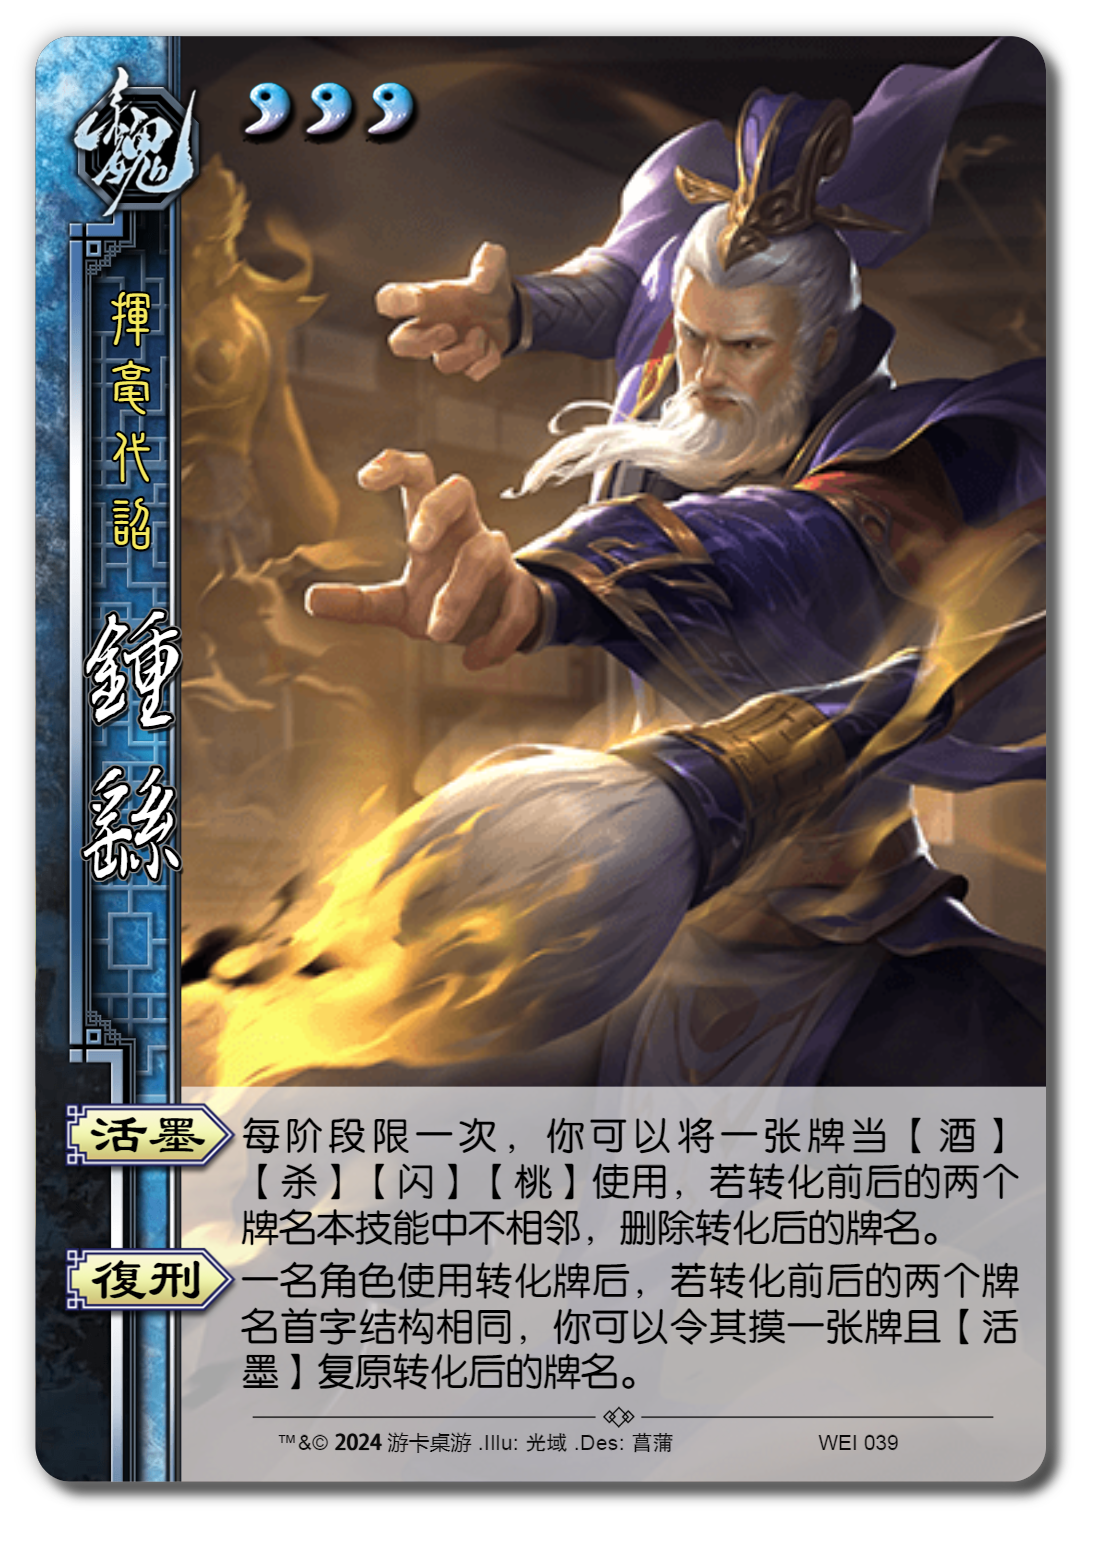 魏
揮毫代詔
鍾繇
活墨
每阶段限一次，你可以将一张牌当【酒】
【杀】【闪】【桃】使用，若转化前后的两个
牌名本技能中不相邻，删除转化后的牌名。
復刑
一名角色使用转化牌后，若转化前后的两个牌
名首字结构相同，你可以令其摸一张牌且【活
墨】复原转化后的牌名。
™&© 2024 游卡桌游 .Illu: 光域 .Des: 菖蒲
WEI 039